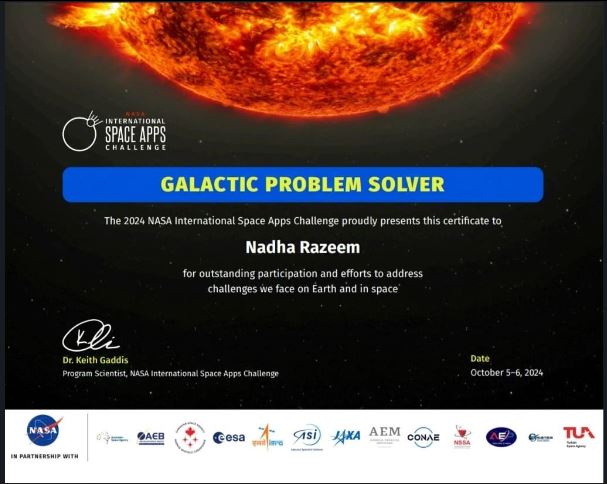 NASA
INTERNATIONAL
SPACE APPS
CHALLENGE
GALACTIC PROBLEM SOLVER
The 2024 NASA International Space Apps Challenge proudly presents this certificate to
Nadha Razeem
for outstanding participation and efforts to address
challenges we face on Earth and in space
Dr. Keith Gaddis
Program Scientist, NASA International Space Apps Challenge
Date
October 5–6, 2024
NASA
IN PARTNERSHIP WITH
AEB
esa
इसरो isro
asi
JAXA
AEM
CONAE
NSSA
TUA